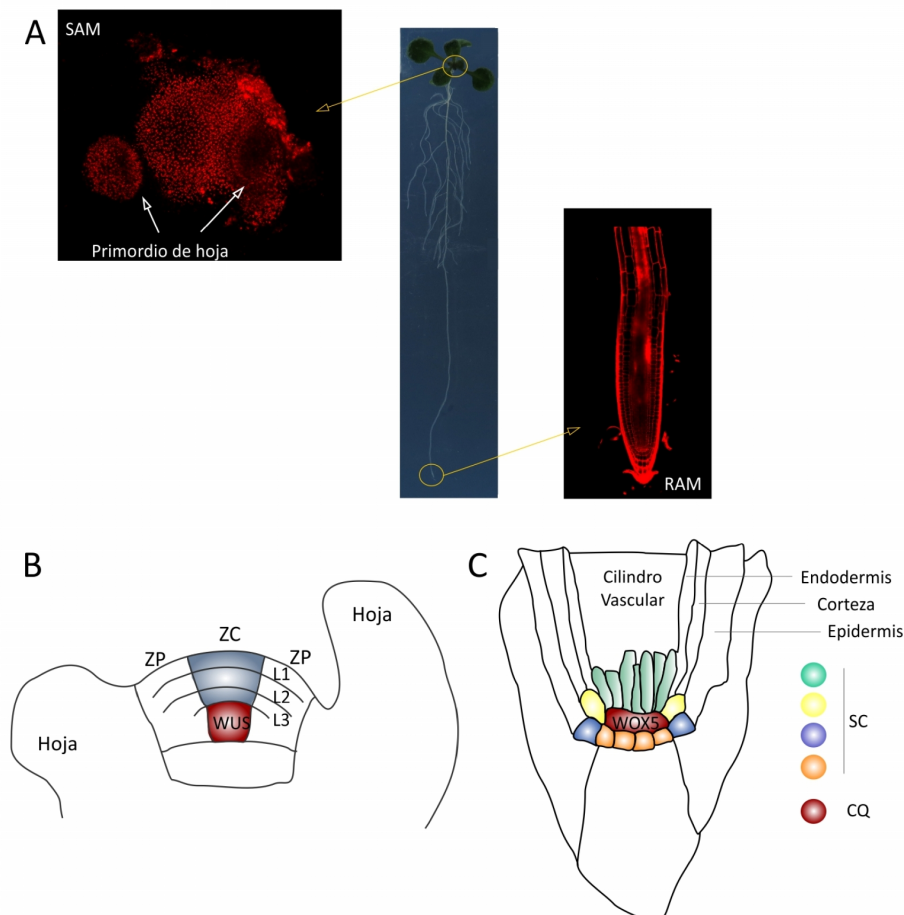 A
SAM
Primordio de hoja
RAM
B
Hoja
ZC
ZP
ZP
L1
L2
L3
WUS
Hoja
C
Cilindro
Vascular
Endodermis
Corteza
Epidermis
WOX5
SC
CQ